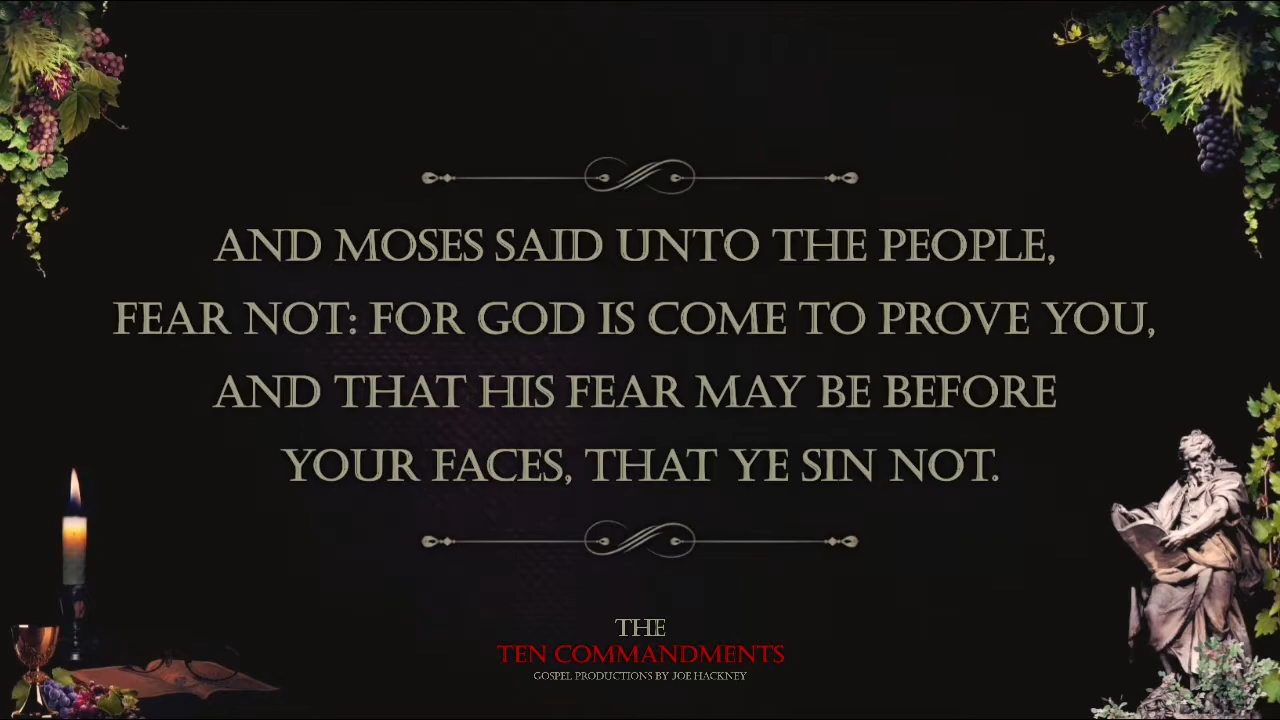 AND MOSES SAID UNTO THE PEOPLE,
FEAR NOT: FOR GOD IS COME TO PROVE YOU,
AND THAT HIS FEAR MAY BE BEFORE
YOUR FACES, THAT YE SIN NOT.
THE
TEN COMMANDMENTS
GOSPEL PRODUCTIONS BY JOE HACKNEY